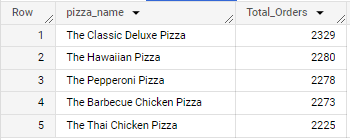 Row pizza_name Total_Orders
1 The Classic Deluxe Pizza 2329
2 The Hawaiian Pizza 2280
3 The Pepperoni Pizza 2278
4 The Barbecue Chicken Pizza 2273
5 The Thai Chicken Pizza 2225